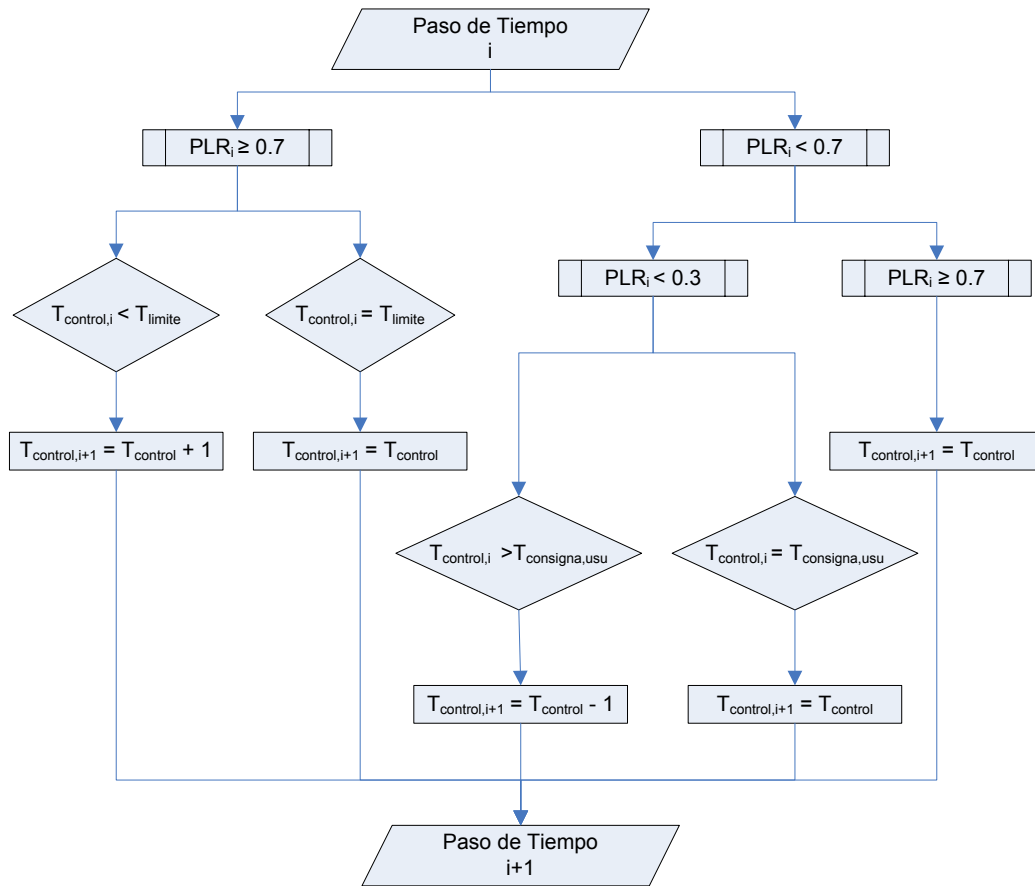 Paso de Tiempo
i
PLRi ≥ 0.7
PLRi < 0.7
PLRi < 0.3
PLRi ≥ 0.7
Tcontrol,i < Tlimite
Tcontrol,i = Tlimite
Tcontrol,i+1 = Tcontrol + 1
Tcontrol,i+1 = Tcontrol
Tcontrol,i+1 = Tcontrol
Tcontrol,i >Tconsigna,usu
Tcontrol,i = Tconsigna,usu
Tcontrol,i+1 = Tcontrol - 1
Tcontrol,i+1 = Tcontrol
Paso de Tiempo
i+1